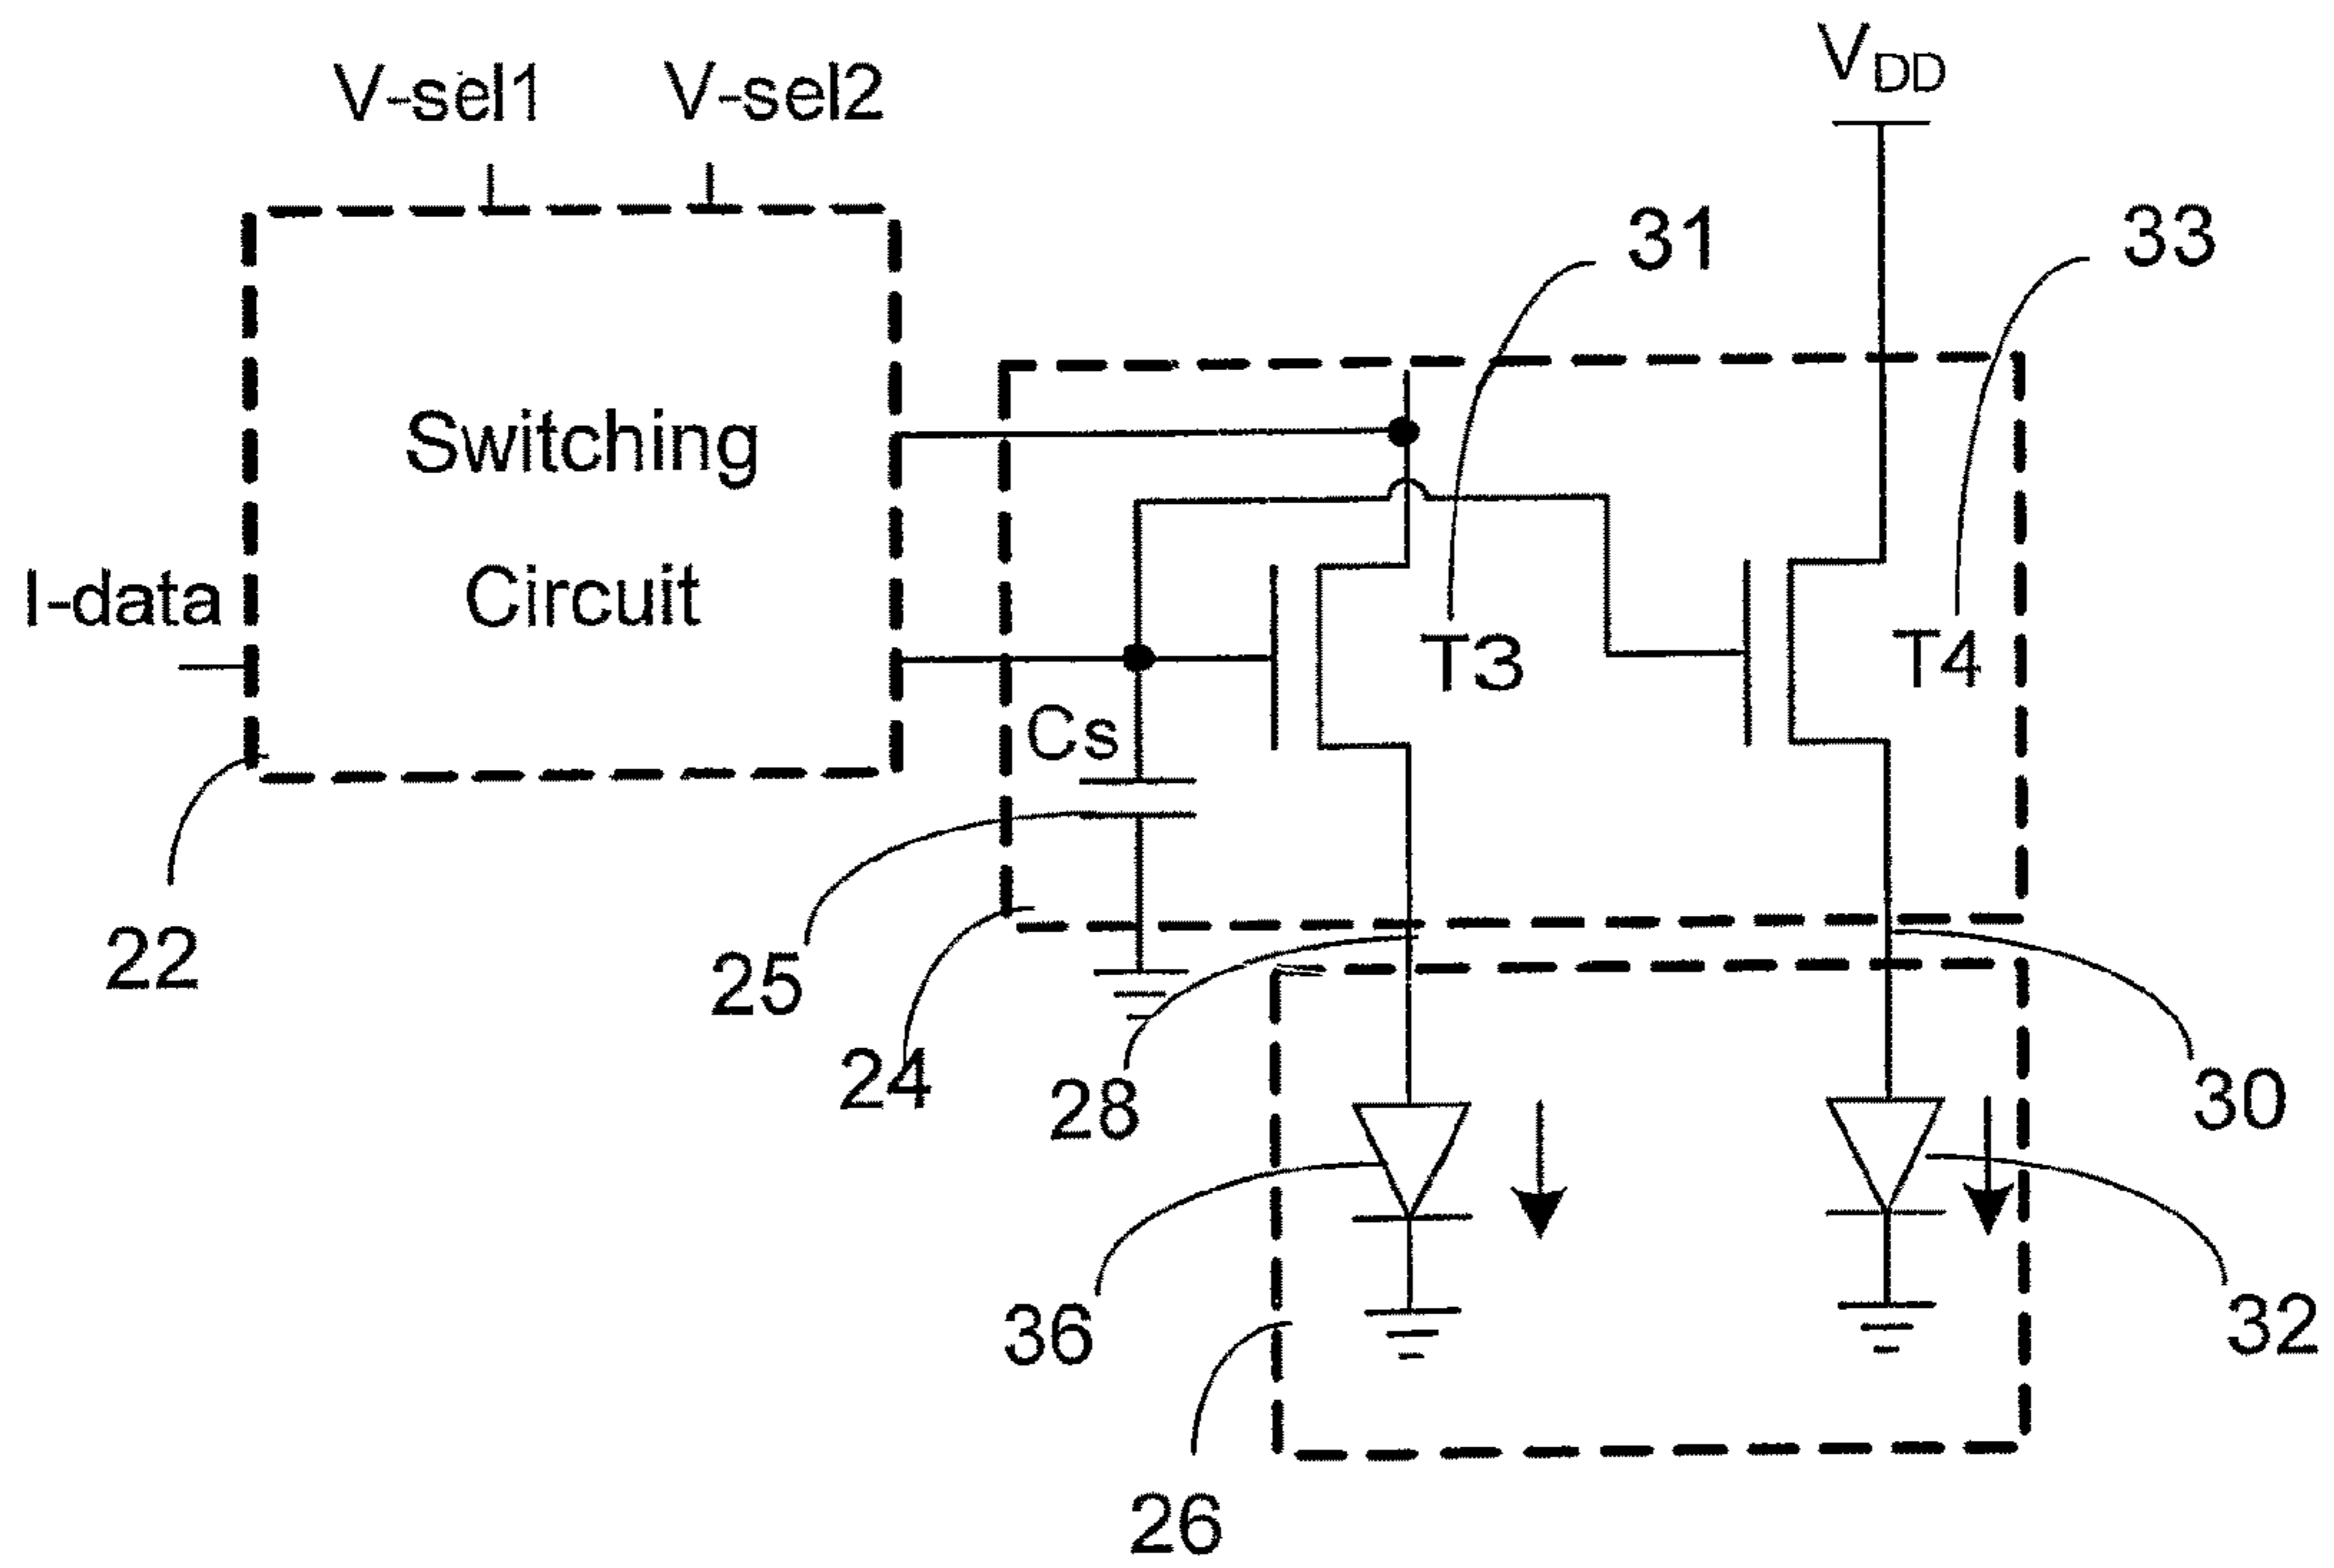 V-sel1
V-sel2
VDD
31
33
Switching
Circuit
I-data
T3
T4
Cs
22
25
24
28
30
36
32
26